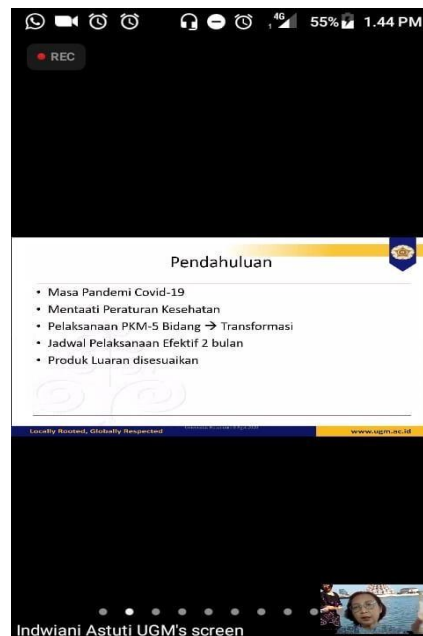 4G 55% 1.44 PM
REC
Pendahuluan
• Masa Pandemi Covid-19
• Mentaati Peraturan Kesehatan
• Pelaksanaan PKM-5 Bidang → Transformasi
• Jadwal Pelaksanaan Efektif 2 bulan
• Produk Luaran disesuaikan
Locally Rooted, Globally Respected
www.ugm.ac.id
Indwiani Astuti UGM's screen